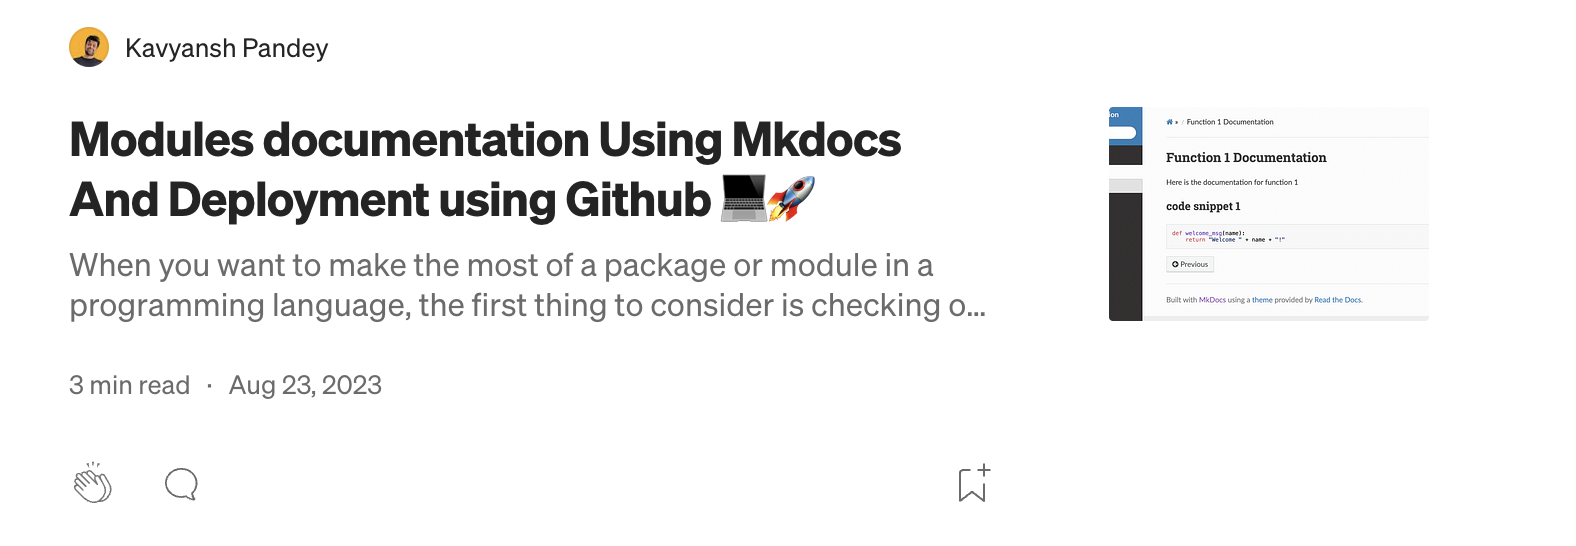 Kavyansh Pandey
Modules documentation Using Mkdocs
And Deployment using Github 💻🚀
When you want to make the most of a package or module in a
programming language, the first thing to consider is checking o...
3 min read · Aug 23, 2023
ion
» / Function 1 Documentation
Function 1 Documentation
Here is the documentation for function 1
code snippet 1
def welcome_msg(name):
    return "Welcome " + name + "!"
Previous
Built with MkDocs using a theme provided by Read the Docs.